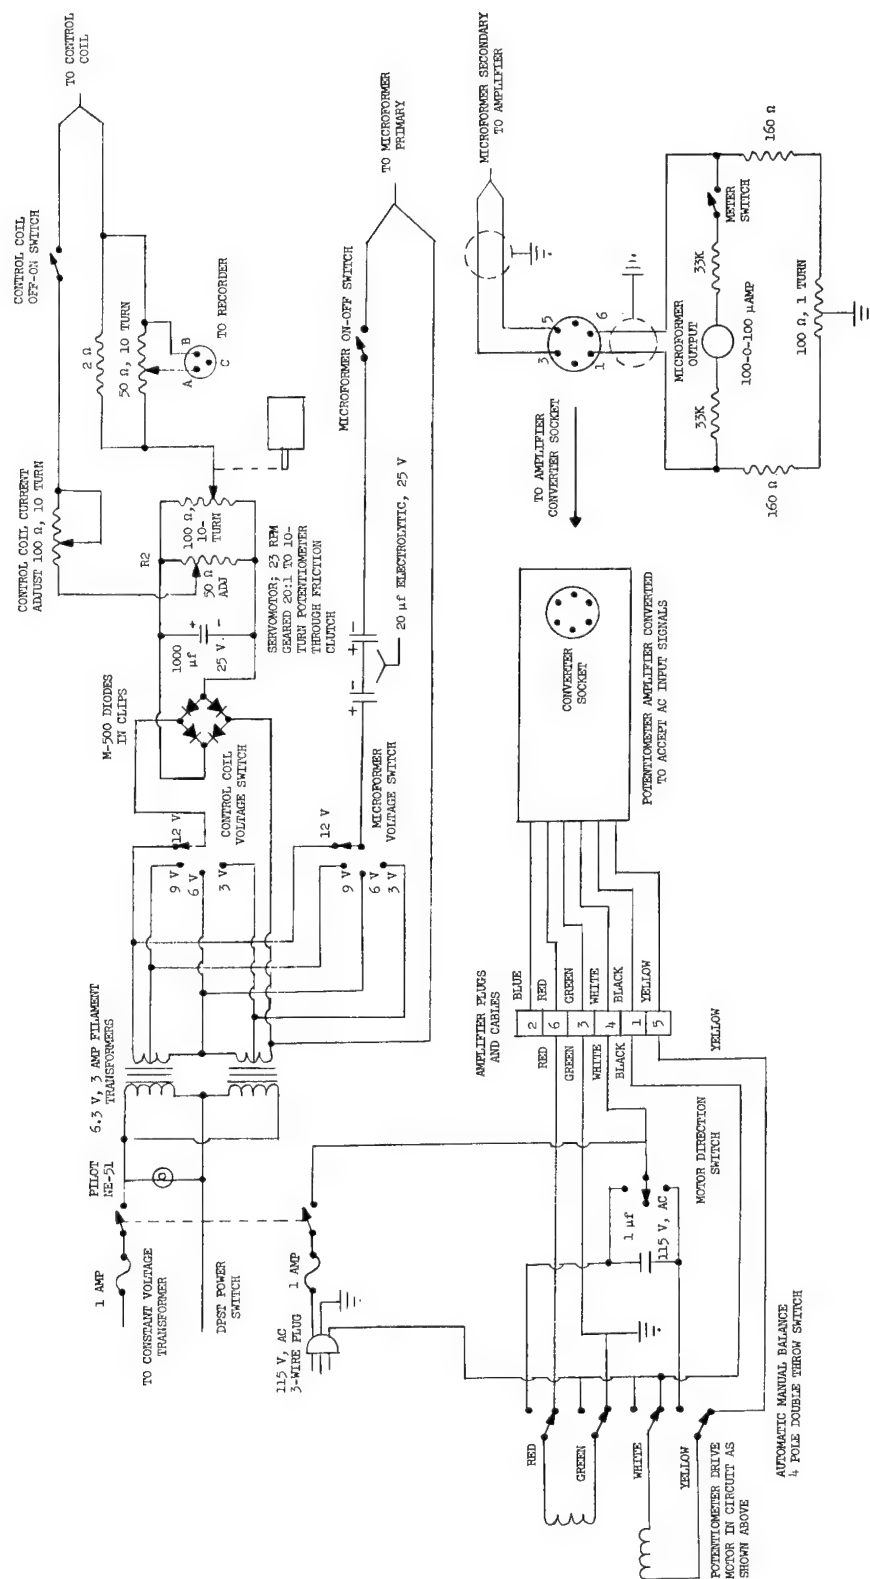 1 AMP
TO CONSTANT VOLTAGE
TRANSFORMER
PILOT
NE-51
DPST POWER
SWITCH
6.3 V, 3 AMP FILAMENT
TRANSFORMERS
115 V, AC
3-WIRE PLUG
1 AMP
12 V
9 V
6 V
3 V
CONTROL COIL
VOLTAGE SWITCH
M-500 DIODES
IN CLIPS
1000
µf
+
-
25 V
R2
50 Ω
ADJ
100 Ω,
10-
TURN
SERVOMOTOR; 23 RPM
GEARED 20:1 TO 10-
TURN POTENTIOMETER
THROUGH FRICTION
CLUTCH
CONTROL COIL CURRENT
ADJUST 100 Ω, 10 TURN
CONTROL COIL
OFF-ON SWITCH
2 Ω
50 Ω, 10 TURN
A
B
C
TO RECORDER
TO CONTROL
COIL
12 V
9 V
6 V
3 V
MICROFORMER
VOLTAGE SWITCH
+ -
+ -
20 µf ELECTROLYTIC, 25 V
MICROFORMER ON-OFF SWITCH
TO MICROFORMER
PRIMARY
RED
GREEN
WHITE
YELLOW
POTENTIOMETER DRIVE
MOTOR IN CIRCUIT AS
SHOWN ABOVE
AUTOMATIC MANUAL BALANCE
4 POLE DOUBLE THROW SWITCH
1 µf
115 V, AC
MOTOR DIRECTION
SWITCH
AMPLIFIER PLUGS
AND CABLES
RED
GREEN
WHITE
BLACK
YELLOW
2
6
3
4
1
5
BLUE
RED
GREEN
WHITE
BLACK
YELLOW
CONVERTER
SOCKET
POTENTIOMETER AMPLIFIER CONVERTED
TO ACCEPT AC INPUT SIGNALS
TO AMPLIFIER
CONVERTER SOCKET
3
5
1
6
MICROFORMER SECONDARY
TO AMPLIFIER
MICROFORMER
OUTPUT
33K
33K
100-0-100 µAMP
METER
SWITCH
160 Ω
160 Ω
100 Ω, 1 TURN